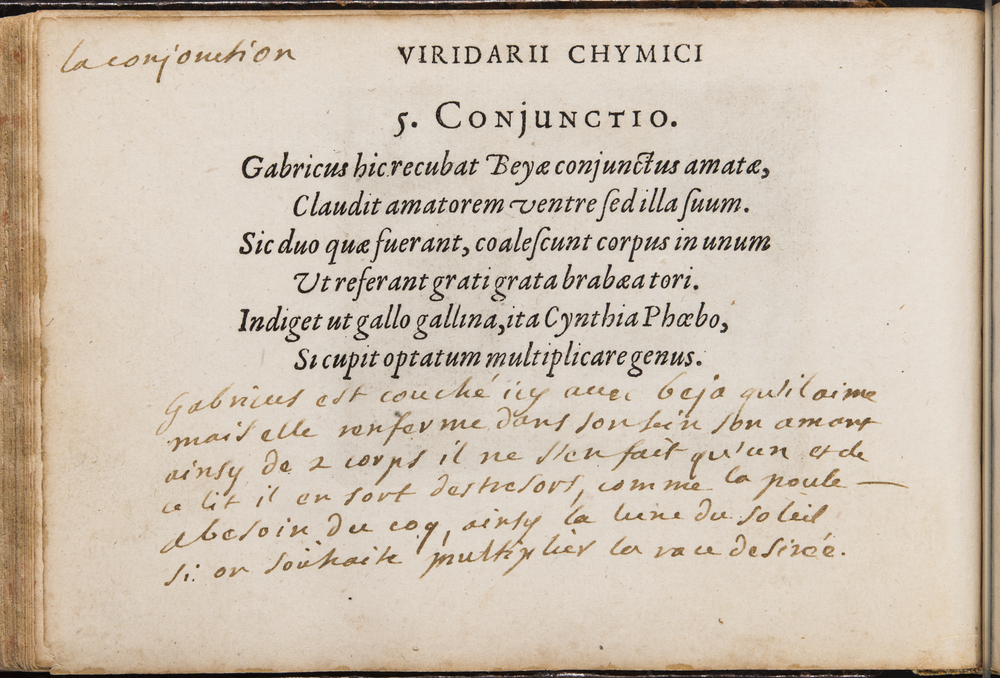 la conjonction
VIRIDARII CHYMICI
5. CONJUNCTIO.
Gabricus hic recubat Beyæ conjunctus amatæ,
Claudit amatorem ventre ſed illa ſuum.
Sic duo quæ fuerant, coaleſcunt corpus in unum
Ut referant grati grata brabæa tori.
Indiget ut gallo gallina, ita Cynthia Phœbo,
Si cupit optatum multiplicare genus.
Gabricus est couché icy avec beja qu'il aime
mais elle renferme dans son sein son amant
ainsy de 2 corps il ne s'en fait qu'un et de
ce lit il en sort des tresors, comme la poule —
a besoin du coq, ainsy la lune du soleil
si on souhaite multiplier la race desirée.